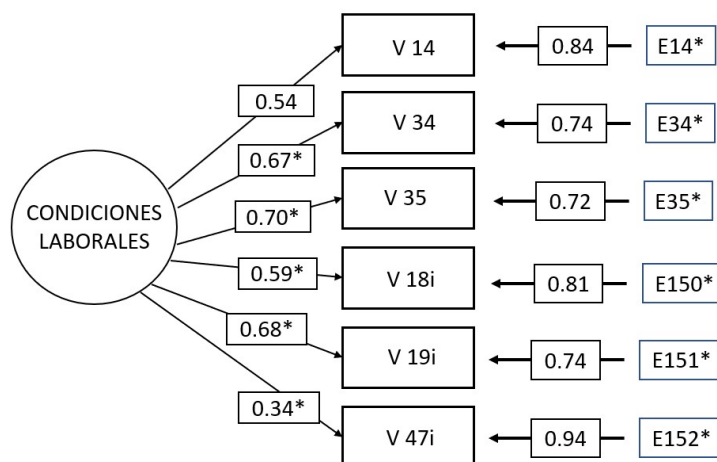 V 14
0.84
E14*
0.54
V 34
0.74
E34*
0.67*
V 35
0.72
E35*
0.70*
CONDICIONES
LABORALES
V 18i
0.81
E150*
0.59*
V 19i
0.74
E151*
0.68*
V 47i
0.94
E152*
0.34*